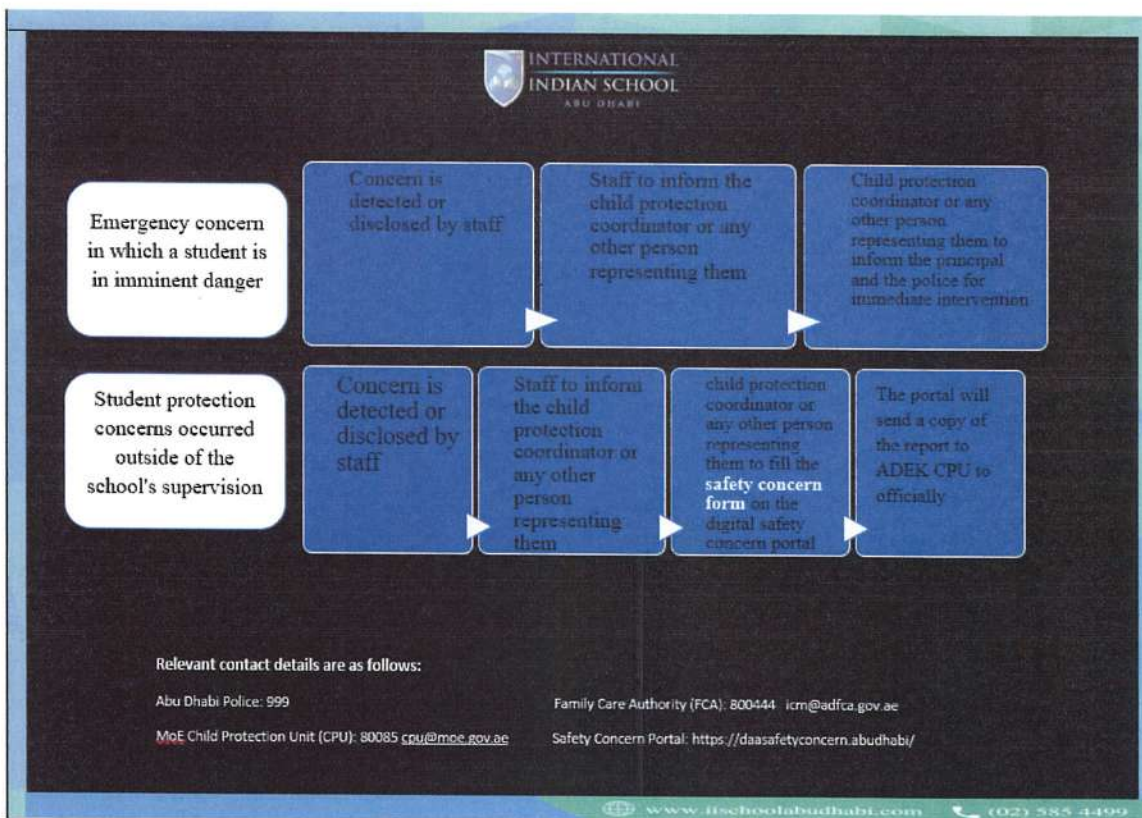 INTERNATIONAL
INDIAN SCHOOL
ABU DHABI
Emergency concern
in which a student is
in imminent danger
Concern is
detected or
disclosed by staff
Staff to inform the
child protection
coordinator or any
other person
representing them
Child protection
coordinator or any
other person
representing them to
inform the principal
and the police for
immediate intervention
Student protection
concerns occurred
outside of the
school's supervision
Concern is
detected or
disclosed by
staff
Staff to inform
the child
protection
coordinator or
any other
person
representing
them
child protection
coordinator or
any other person
representing
them to fill the
safety concern
form on the
digital safety
concern portal
The portal will
send a copy of
the report to
ADEK CPU to
officially
Relevant contact details are as follows:
Abu Dhabi Police: 999
Family Care Authority (FCA): 800444 icm@adfca.gov.ae
MoE Child Protection Unit (CPU): 80085 cpu@moe.gov.ae
Safety Concern Portal: https://daasafetyconcern.abudhabi/
www.iischoolabudhabi.com (02) 585 4499